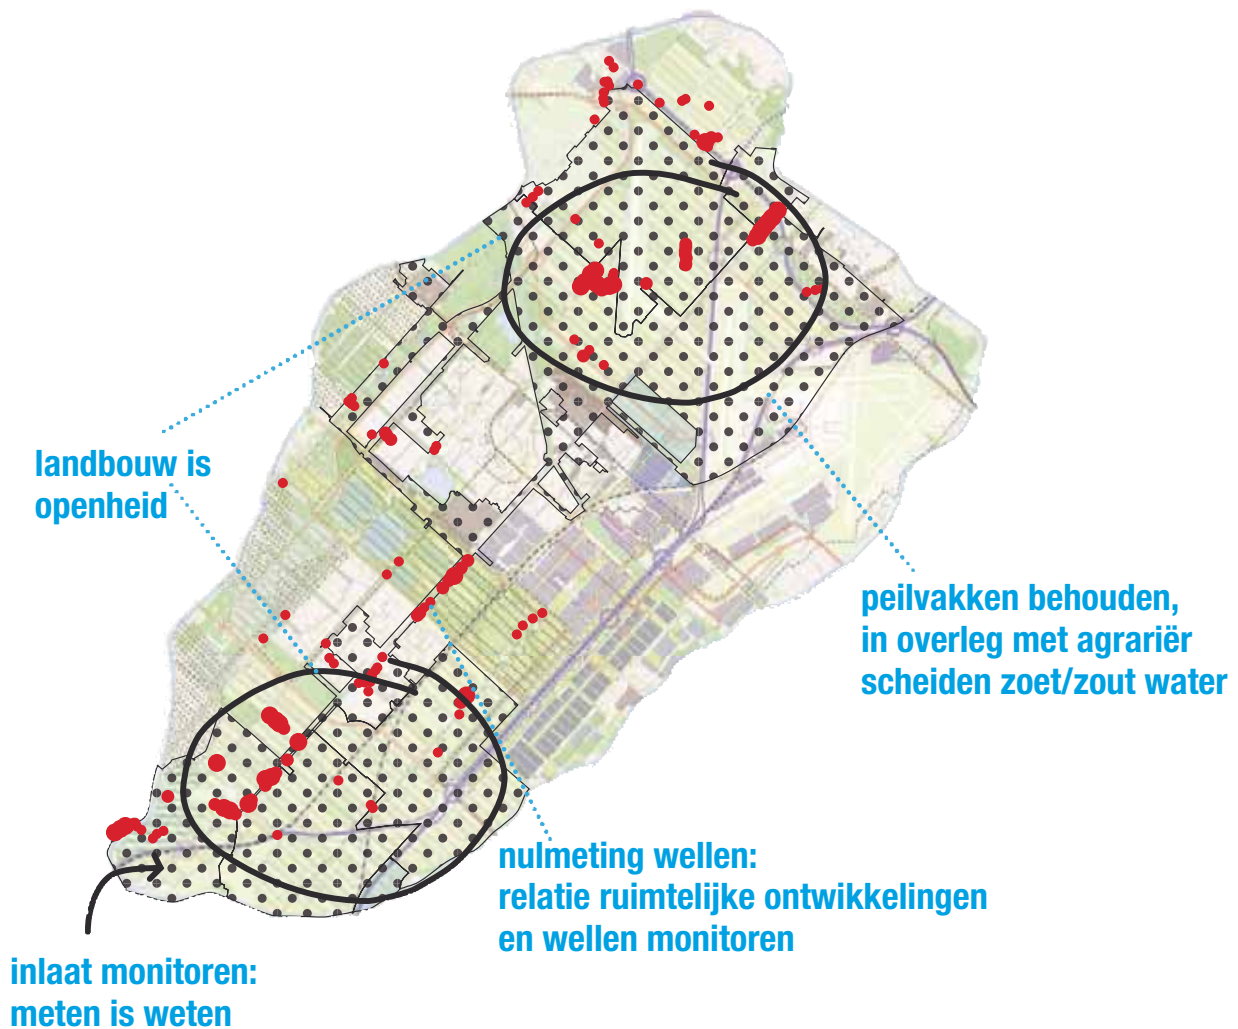 landbouw is
openheid
peilvakken behouden,
in overleg met agrariër
scheiden zoet/zout water
nulmeting wellen:
relatie ruimtelijke ontwikkelingen
en wellen monitoren
inlaat monitoren:
meten is weten